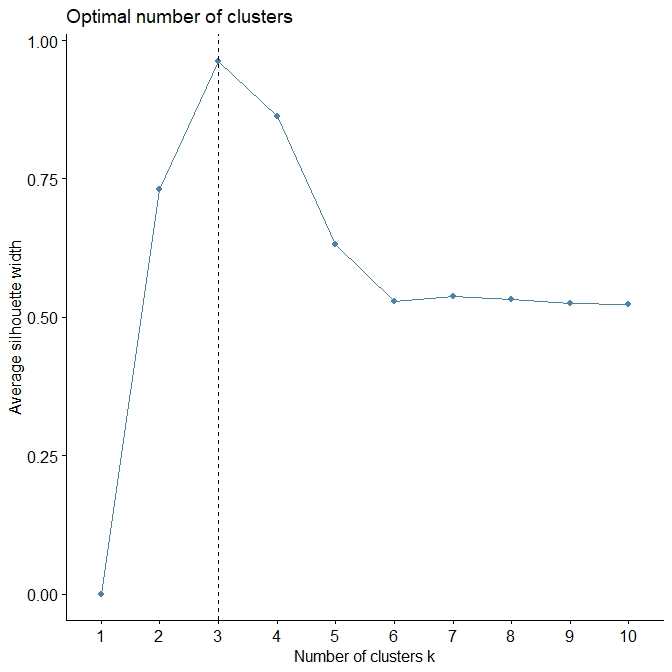 Optimal number of clusters
1.00
0.75
0.50
0.25
0.00
Average silhouette width
1 2 3 4 5 6 7 8 9 10
Number of clusters k